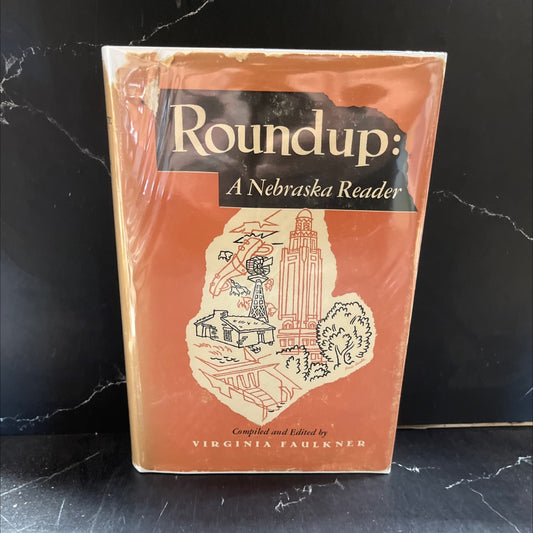 Roundup:
A Nebraska Reader
Compiled and Edited by
VIRGINIA FAULKNER